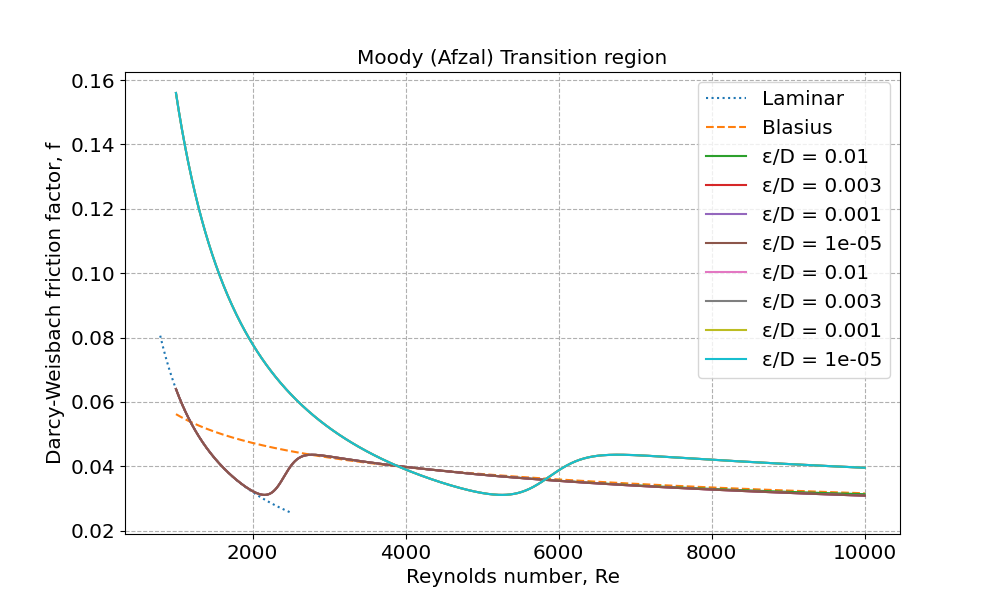 Moody (Afzal) Transition region
Darcy-Weisbach friction factor, f
0.16
0.14
0.12
0.10
0.08
0.06
0.04
0.02
Laminar
Blasius
ε/D = 0.01
ε/D = 0.003
ε/D = 0.001
ε/D = 1e-05
ε/D = 0.01
ε/D = 0.003
ε/D = 0.001
ε/D = 1e-05
2000 4000 6000 8000 10000
Reynolds number, Re